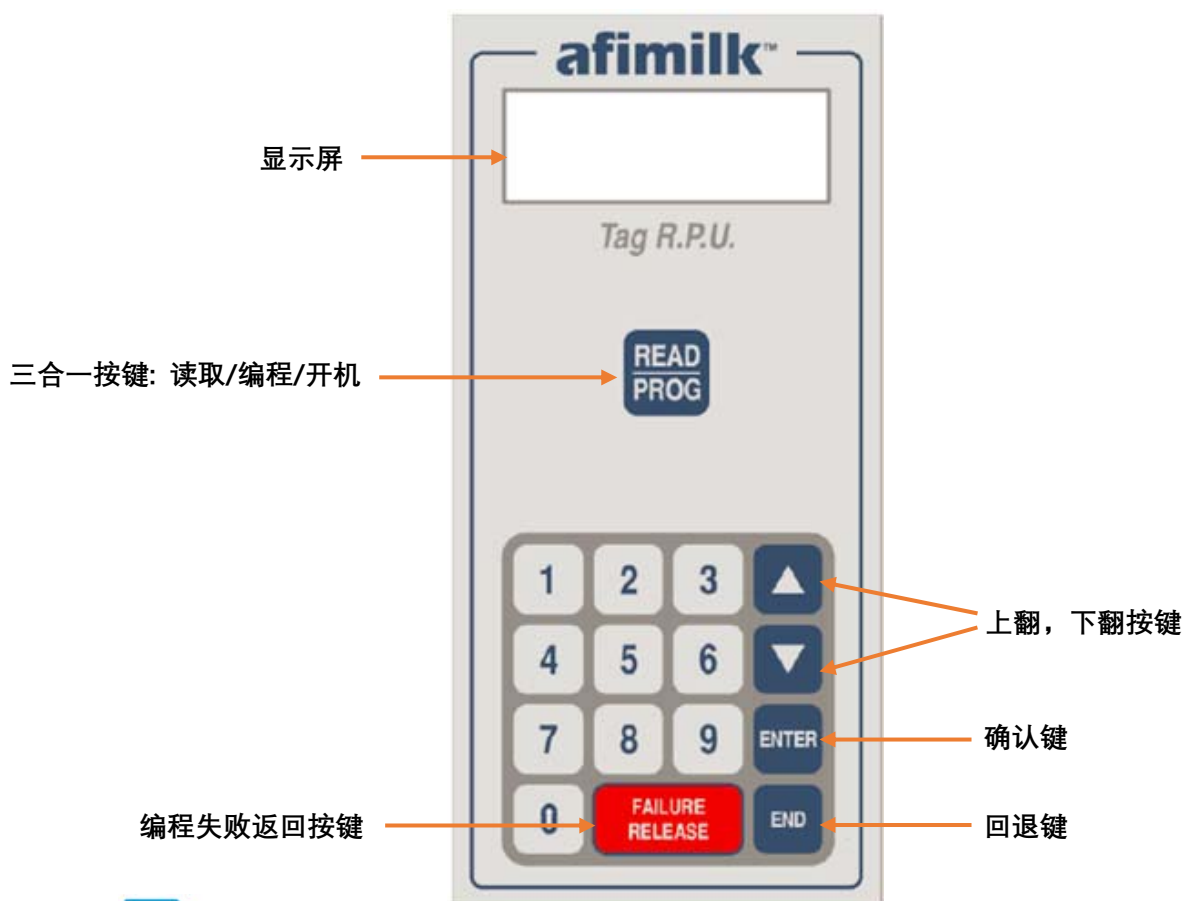 afimilk™
显示屏
Tag R.P.U.
READ
PROG
三合一按键: 读取/编程/开机
1 2 3
上翻，下翻按键
4 5 6
7 8 9 ENTER
确认键
编程失败返回按键
0 FAILURE
RELEASE
END
回退键